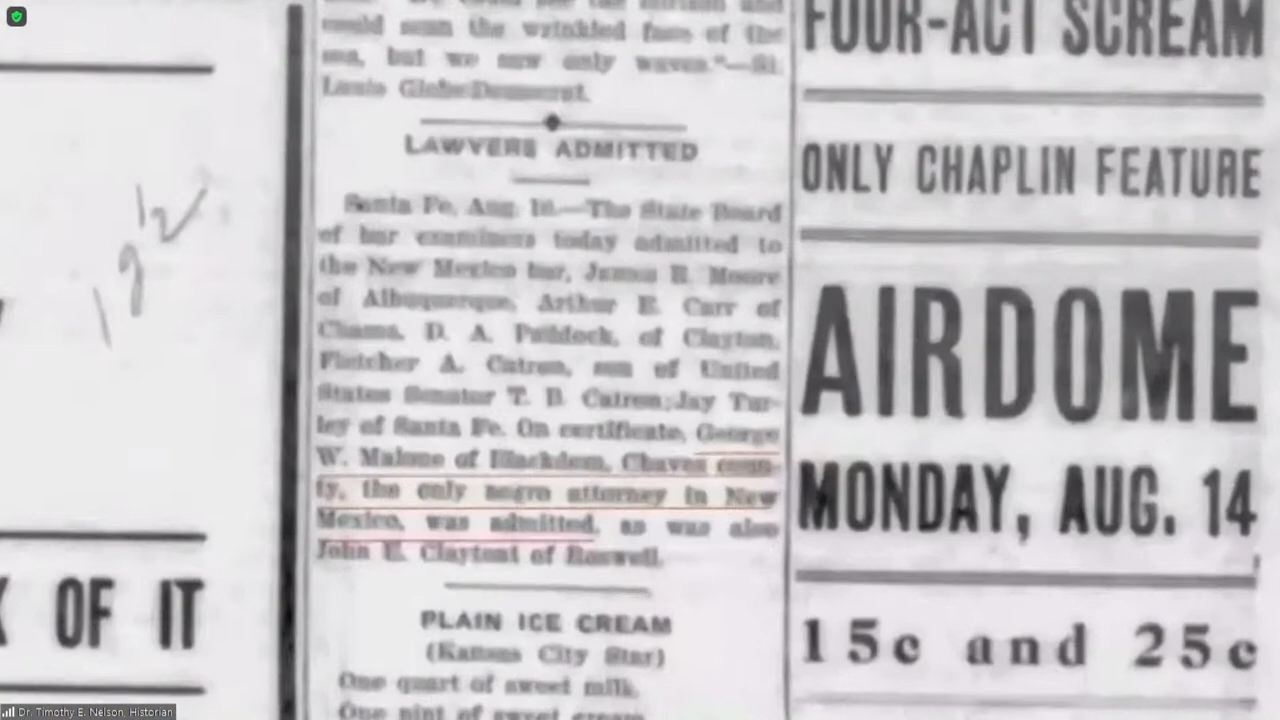 could scan the wrinkled face of the
sea, but we saw only waves."—St.
Louis Globe-Democrat.
LAWYERS ADMITTED
Santa Fe, Aug. 10.—The State Board
of bar examiners today admitted to
the New Mexico bar, James B. Moore
of Albuquerque, Arthur E. Carr of
Chama, D. A. Paddock, of Clayton,
Fletcher A. Catron, son of United
States Senator T. B. Catron; Jay Tur-
ley of Santa Fe. On certificate, George
W. Malone of Blackdom, Chaves coun-
ty, the only negro attorney in New
Mexico, was admitted, as was also
John E. Claytont of Roswell.
PLAIN ICE CREAM
(Kansas City Star)
One quart of sweet milk,
One pint of sweet cream
FOUR-ACT SCREAM
ONLY CHAPLIN FEATURE
AIRDOME
MONDAY, AUG. 14
15c and 25c
OF IT
Dr. Timothy E. Nelson, Historian